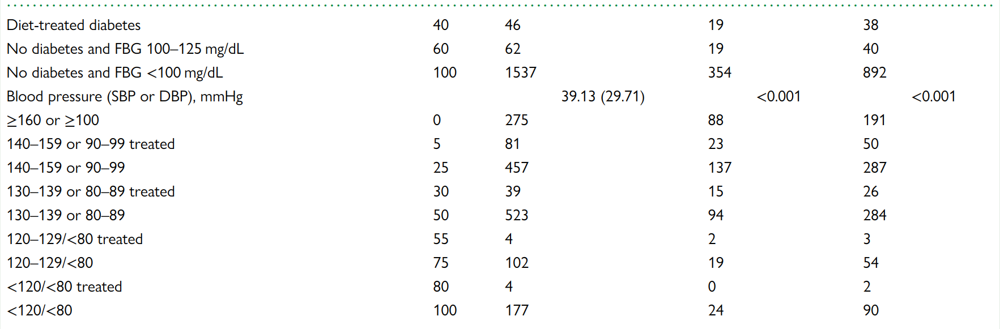 Diet-treated diabetes 40 46 19 38
No diabetes and FBG 100–125 mg/dL 60 62 19 40
No diabetes and FBG <100 mg/dL 100 1537 354 892
Blood pressure (SBP or DBP), mmHg 39.13 (29.71) <0.001 <0.001
≥160 or ≥100 0 275 88 191
140–159 or 90–99 treated 5 81 23 50
140–159 or 90–99 25 457 137 287
130–139 or 80–89 treated 30 39 15 26
130–139 or 80–89 50 523 94 284
120–129/<80 treated 55 4 2 3
120–129/<80 75 102 19 54
<120/<80 treated 80 4 0 2
<120/<80 100 177 24 90